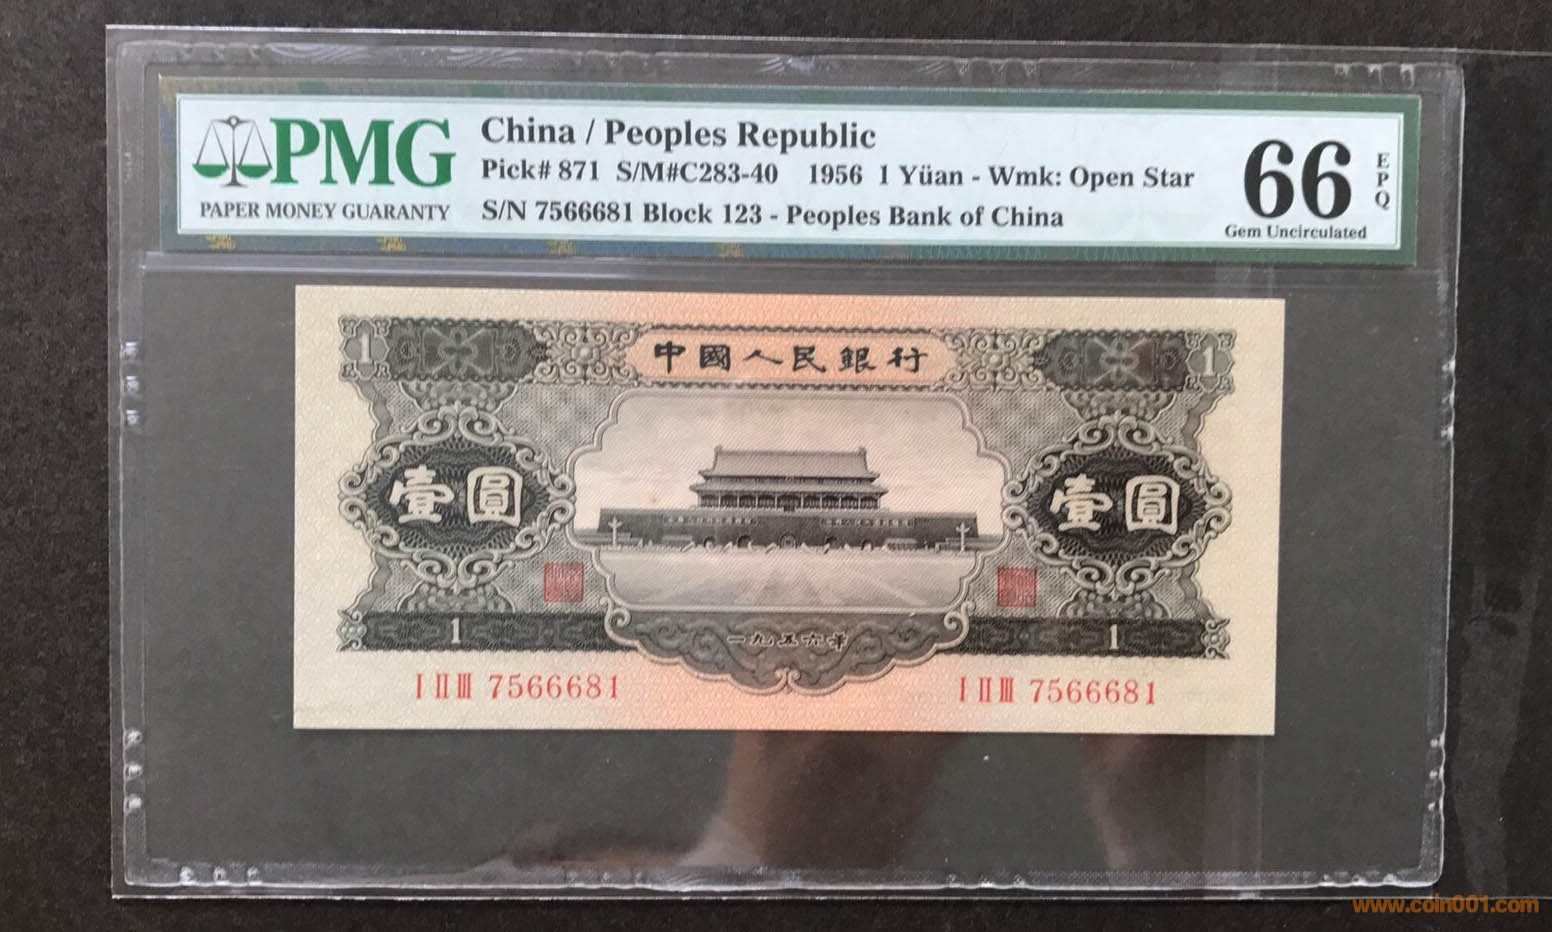 PMG
PAPER MONEY GUARANTY
China / Peoples Republic
Pick# 871 S/M#C283-40 1956 1 Yüan - Wmk: Open Star
S/N 7566681 Block 123 - Peoples Bank of China
66
EPQ
Gem Uncirculated
1 中國人民銀行 1
壹圓 壹圓
1 一九五六年 1
I II III 7566681 I II III 7566681
www.coin001.com